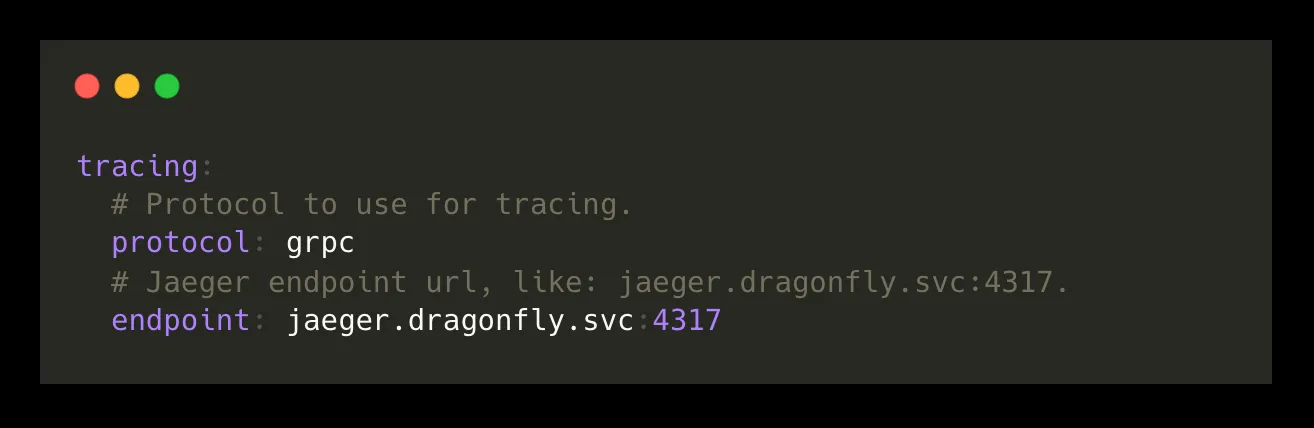 tracing:
  # Protocol to use for tracing.
  protocol: grpc
  # Jaeger endpoint url, like: jaeger.dragonfly.svc:4317.
  endpoint: jaeger.dragonfly.svc:4317